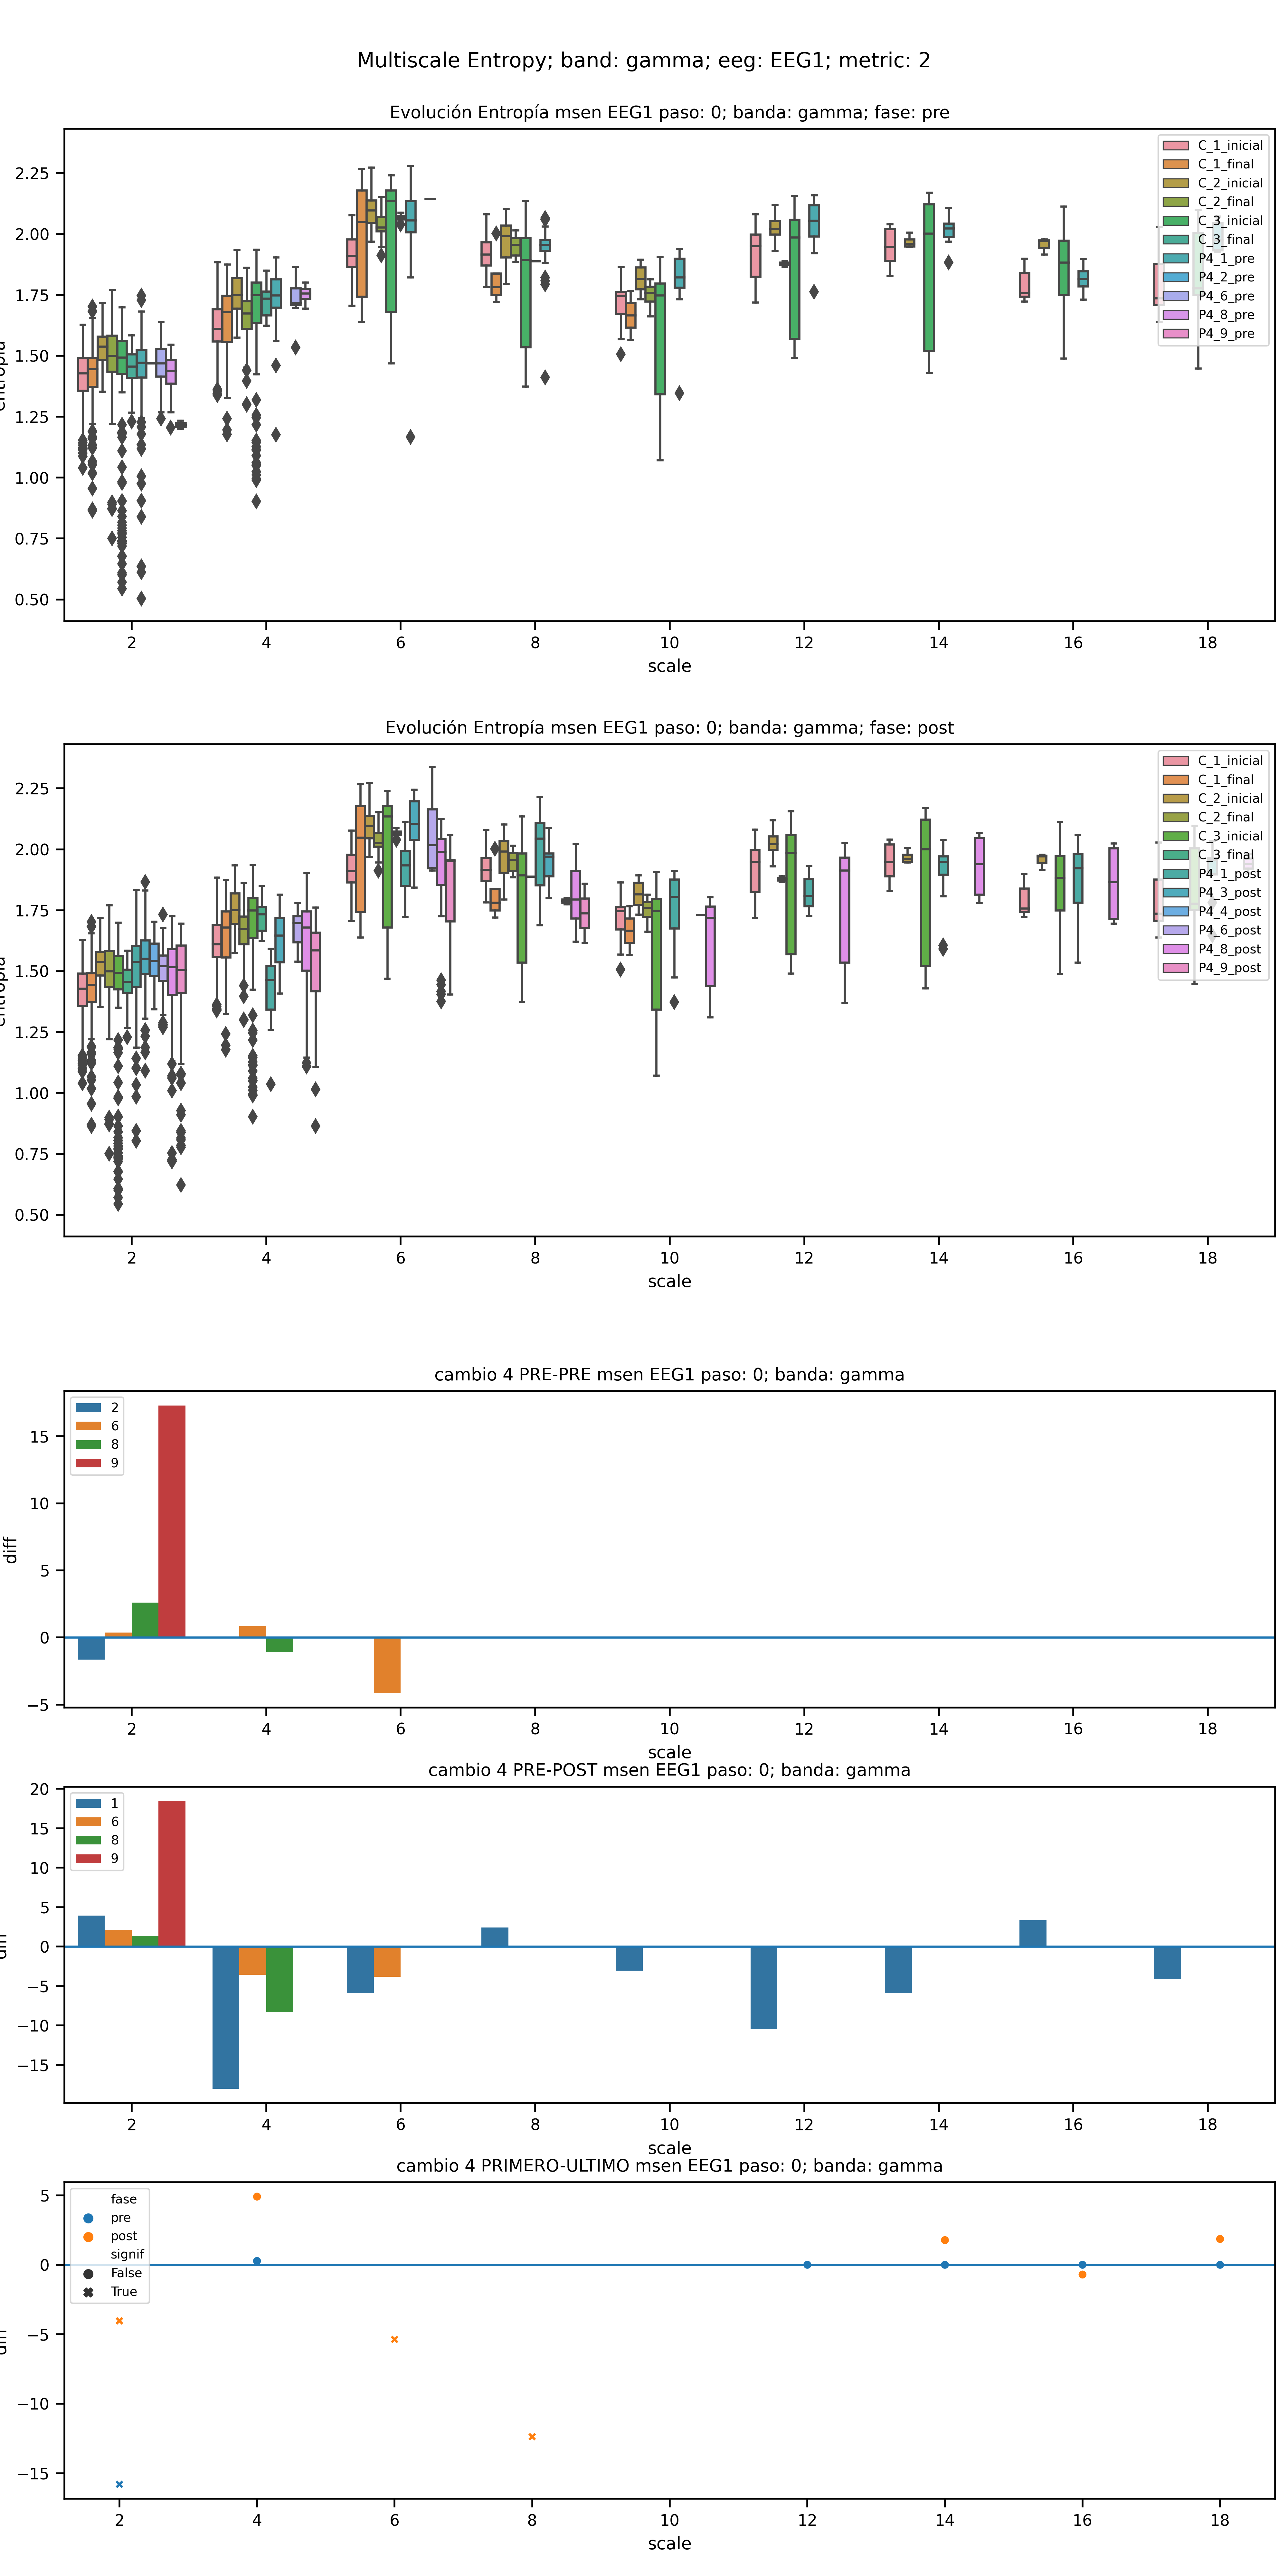 Multiscale Entropy; band: gamma; eeg: EEG1; metric: 2
Evolución Entropía msen EEG1 paso: 0; banda: gamma; fase: pre
2.25
2.00
1.75
1.50
1.25
1.00
0.75
0.50
entropia
C_1_inicial
C_1_final
C_2_inicial
C_2_final
C_3_inicial
C_3_final
P4_1_pre
P4_2_pre
P4_6_pre
P4_8_pre
P4_9_pre
2 4 6 8 10 12 14 16 18
scale
Evolución Entropía msen EEG1 paso: 0; banda: gamma; fase: post
2.25
2.00
1.75
1.50
1.25
1.00
0.75
0.50
entropia
C_1_inicial
C_1_final
C_2_inicial
C_2_final
C_3_inicial
C_3_final
P4_1_post
P4_3_post
P4_4_post
P4_6_post
P4_8_post
P4_9_post
2 4 6 8 10 12 14 16 18
scale
cambio 4 PRE-PRE msen EEG1 paso: 0; banda: gamma
15
10
5
0
−5
diff
2
6
8
9
2 4 6 8 10 12 14 16 18
scale
cambio 4 PRE-POST msen EEG1 paso: 0; banda: gamma
20
15
10
5
0
−5
−10
−15
diff
1
6
8
9
2 4 6 8 10 12 14 16 18
scale
cambio 4 PRIMERO-ULTIMO msen EEG1 paso: 0; banda: gamma
5
0
−5
−10
−15
diff
fase
pre
post
signif
False
True
2 4 6 8 10 12 14 16 18
scale